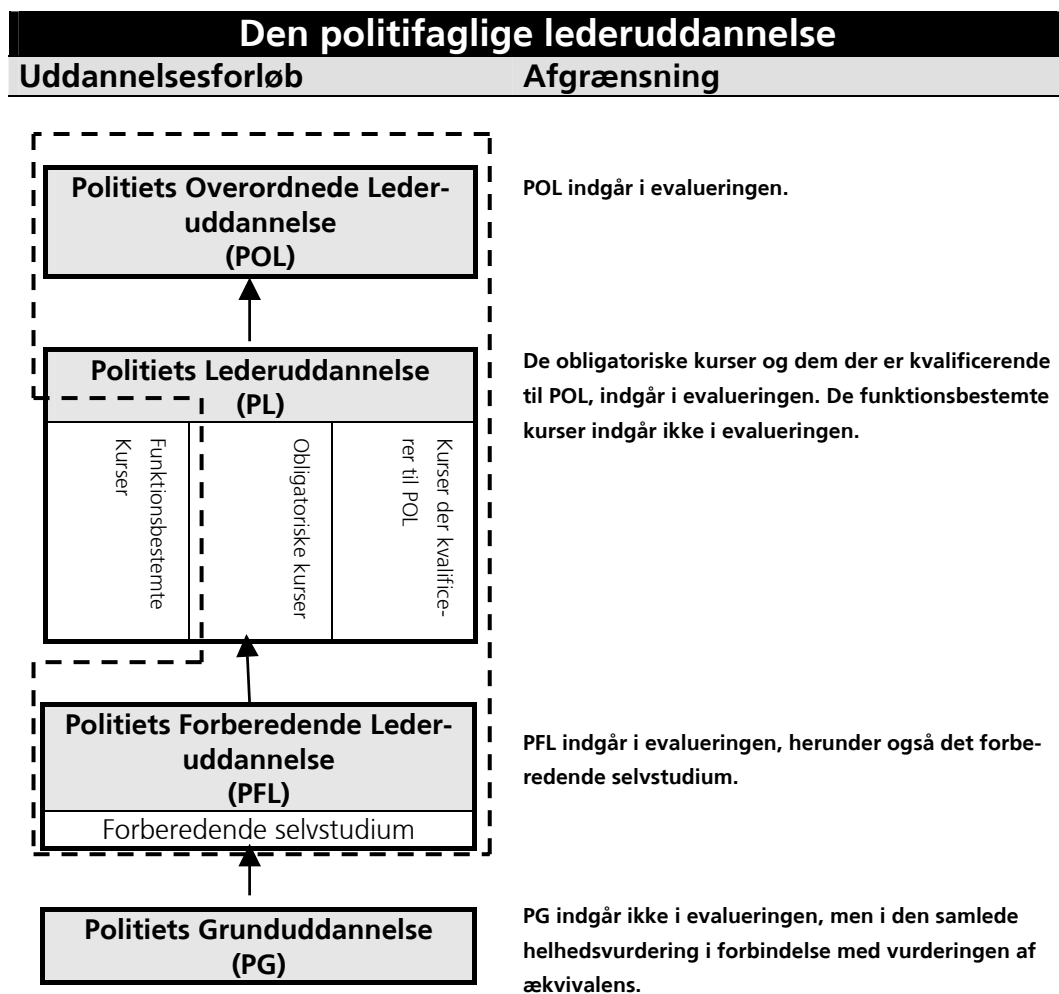 Den politifaglige lederuddannelse
Uddannelsesforløb
Afgrænsning
Politiets Overordnede Leder-
uddannelse
(POL)
POL indgår i evalueringen.
Politiets Lederuddannelse
(PL)
De obligatoriske kurser og dem der er kvalificerende
til POL, indgår i evalueringen. De funktionsbestemte
kurser indgår ikke i evalueringen.
Funktionsbestemte
Kurser
Obligatoriske kurser
Kurser der kvalifice-
rer til POL
Politiets Forberedende Leder-
uddannelse
(PFL)
Forberedende selvstudium
PFL indgår i evalueringen, herunder også det forbe-
redende selvstudium.
Politiets Grunduddannelse
(PG)
PG indgår ikke i evalueringen, men i den samlede
helhedsvurdering i forbindelse med vurderingen af
ækvivalens.